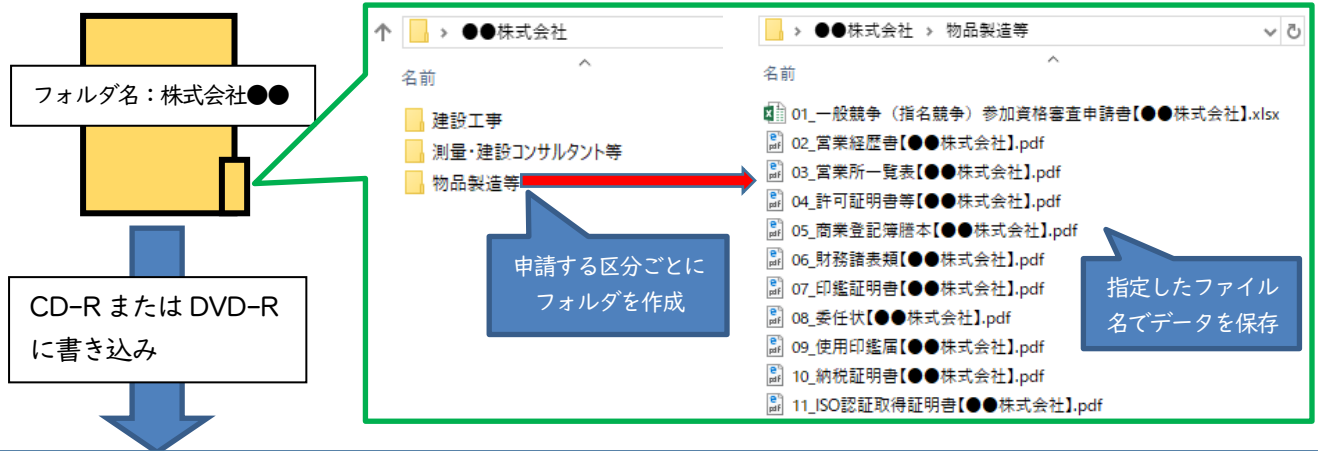 フォルダ名：株式会社●●
CD-R または DVD-R
に書き込み
●●株式会社
名前
建設工事
測量・建設コンサルタント等
物品製造等
申請する区分ごとに
フォルダを作成
●●株式会社 › 物品製造等
名前
01_一般競争（指名競争）参加資格審査申請書【●●株式会社】.xlsx
02_営業経歴書【●●株式会社】.pdf
03_営業所一覧表【●●株式会社】.pdf
04_許可証明書等【●●株式会社】.pdf
05_商業登記簿謄本【●●株式会社】.pdf
06_財務諸表類【●●株式会社】.pdf
07_印鑑証明書【●●株式会社】.pdf
08_委任状【●●株式会社】.pdf
09_使用印鑑届【●●株式会社】.pdf
10_納税証明書【●●株式会社】.pdf
11_ISO認証取得証明書【●●株式会社】.pdf
指定したファイル
名でデータを保存